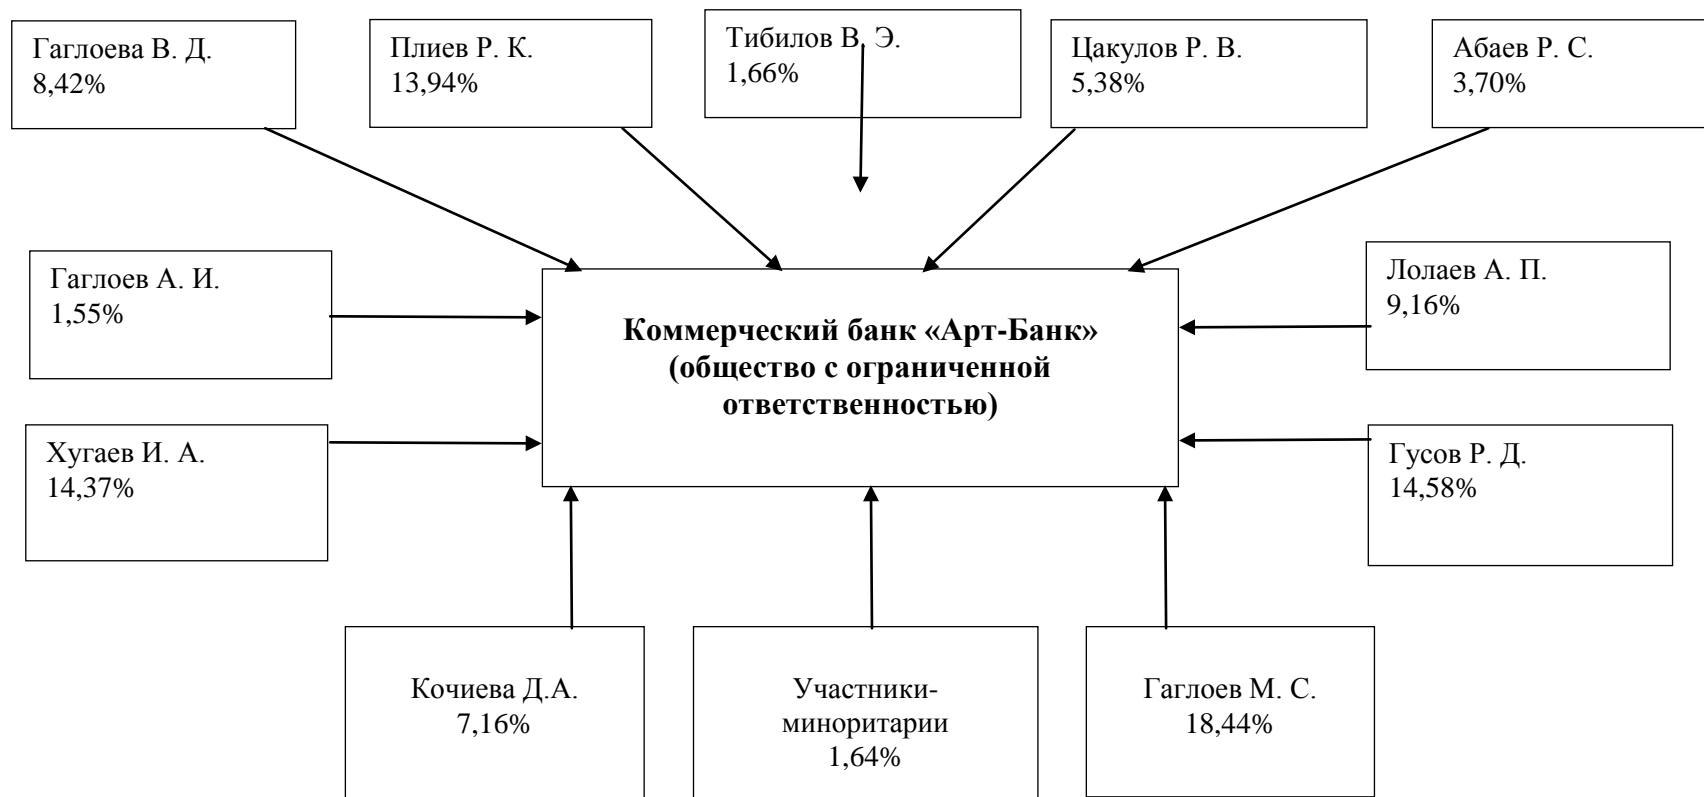 Гаглоева В. Д.
8,42%
Плиев Р. К.
13,94%
Тибилов В. Э.
1,66%
Цакулов Р. В.
5,38%
Абаев Р. С.
3,70%
Гаглоев А. И.
1,55%
Коммерческий банк «Арт-Банк»
(общество с ограниченной
ответственностью)
Лолаев А. П.
9,16%
Хугаев И. А.
14,37%
Гусов Р. Д.
14,58%
Кочиева Д.А.
7,16%
Участники-
миноритарии
1,64%
Гаглоев М. С.
18,44%